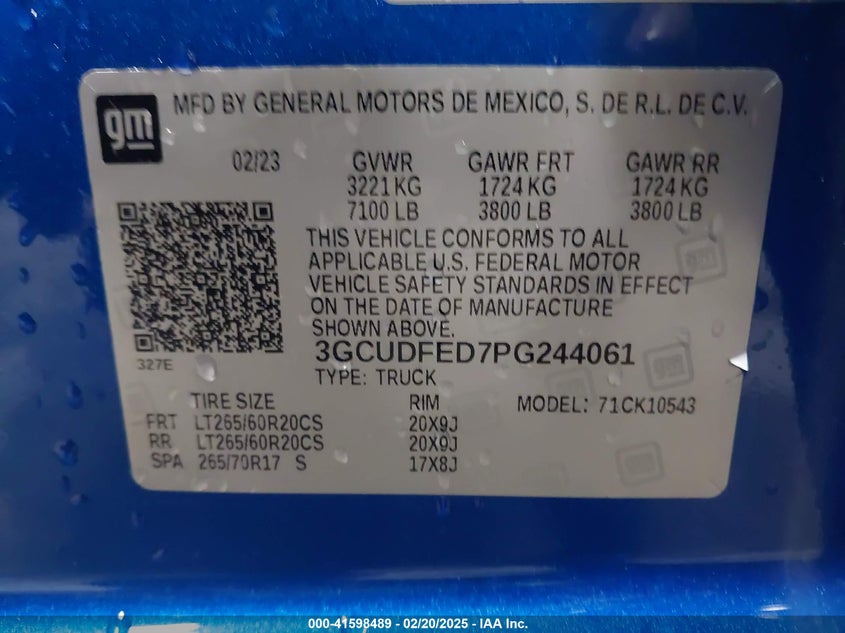 gm
MFD BY GENERAL MOTORS DE MEXICO, S. DE R.L. DE C.V.
02/23 GVWR GAWR FRT GAWR RR
3221 KG 1724 KG 1724 KG
7100 LB 3800 LB 3800 LB
THIS VEHICLE CONFORMS TO ALL
APPLICABLE U.S. FEDERAL MOTOR
VEHICLE SAFETY STANDARDS IN EFFECT
ON THE DATE OF MANUFACTURE
SHOWN ABOVE.
327E 3GCUDFED7PG244061
TYPE: TRUCK
TIRE SIZE RIM MODEL: 71CK10543
FRT LT265/60R20CS 20X9J
RR LT265/60R20CS 20X9J
SPA 265/70R17 S 17X8J
000-41598489 - 02/20/2025 - IAA Inc.